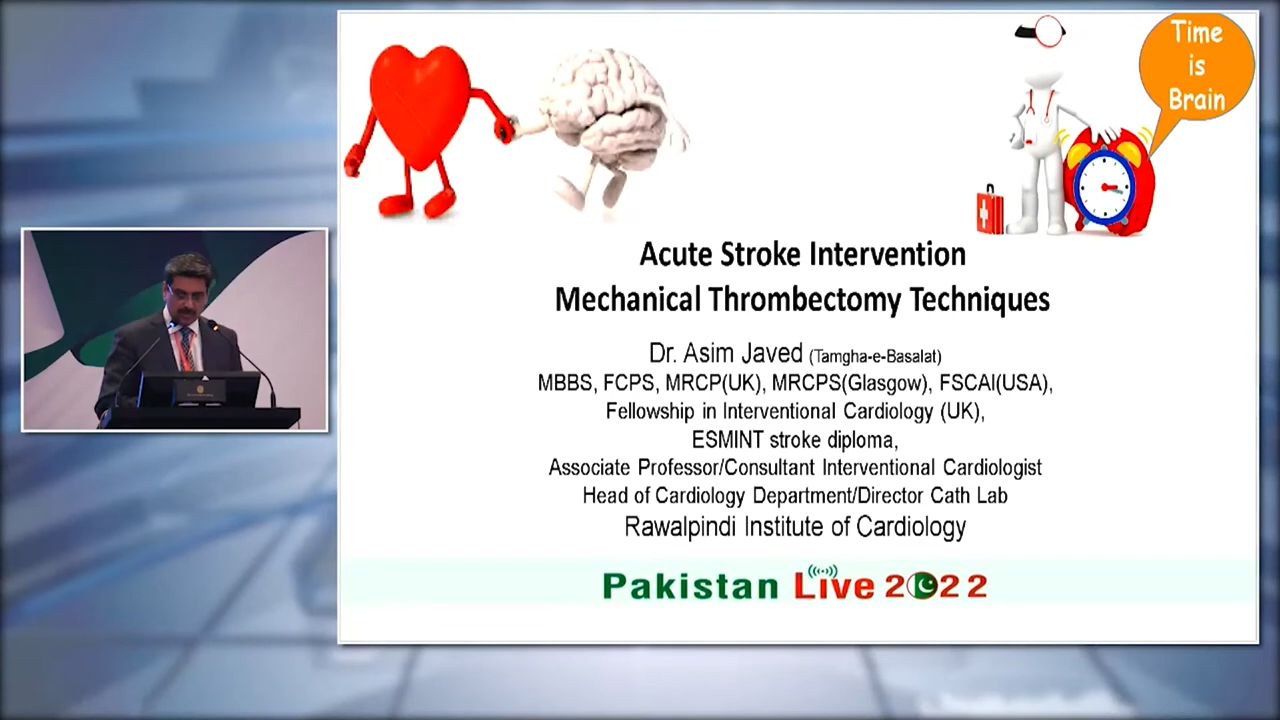 Time
is
Brain
Acute Stroke Intervention
Mechanical Thrombectomy Techniques
Dr. Asim Javed (Tamgha-e-Basalat)
MBBS, FCPS, MRCP(UK), MRCPS(Glasgow), FSCAI(USA),
Fellowship in Interventional Cardiology (UK),
ESMINT stroke diploma,
Associate Professor/Consultant Interventional Cardiologist
Head of Cardiology Department/Director Cath Lab
Rawalpindi Institute of Cardiology
Pakistan Live 2022